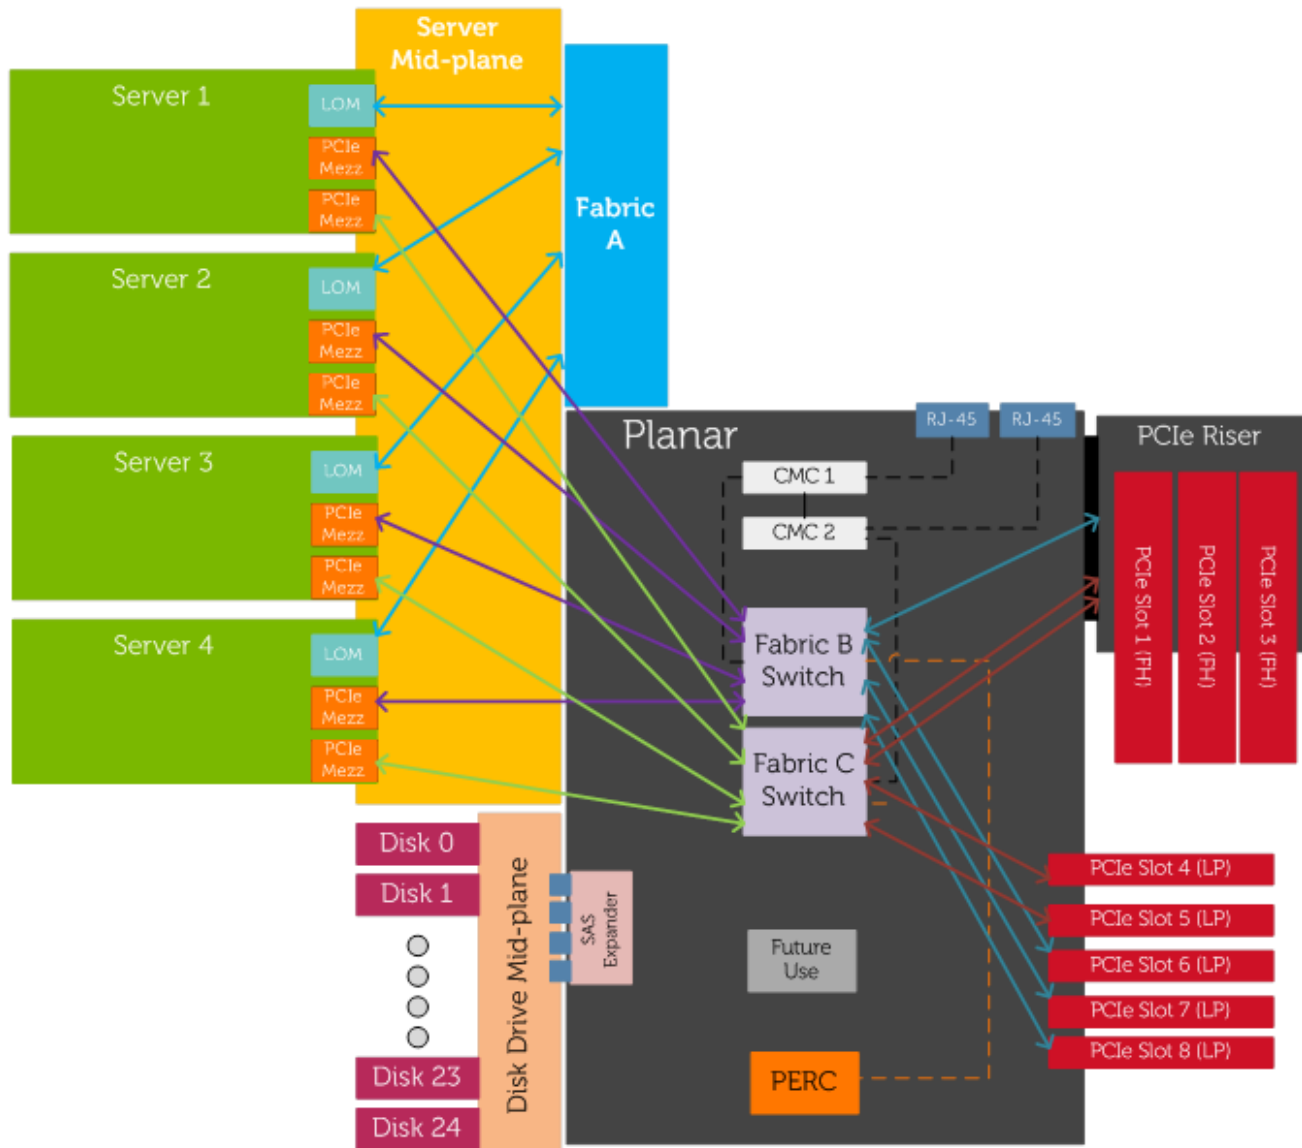 Server
Mid-plane
Fabric
A
Server 1
LOM
PCIe
Mezz
PCIe
Mezz
Server 2
LOM
PCIe
Mezz
PCIe
Mezz
Server 3
LOM
PCIe
Mezz
PCIe
Mezz
Server 4
LOM
PCIe
Mezz
PCIe
Mezz
Planar
RJ-45
RJ-45
CMC 1
CMC 2
Fabric B
Switch
Fabric C
Switch
PCIe Riser
PCIe Slot 1 (FH)
PCIe Slot 2 (FH)
PCIe Slot 3 (FH)
PCIe Slot 4 (LP)
PCIe Slot 5 (LP)
PCIe Slot 6 (LP)
PCIe Slot 7 (LP)
PCIe Slot 8 (LP)
Disk 0
Disk 1
Disk 23
Disk 24
Disk Drive Mid-plane
SAS
Expander
Future
Use
PERC